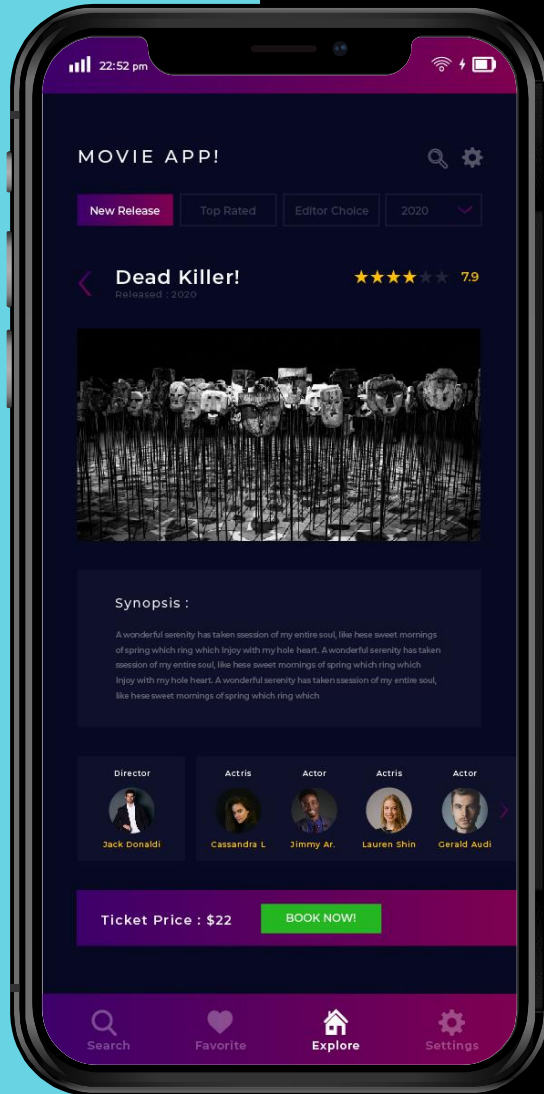 22:52 pm
MOVIE APP!
New Release Top Rated Editor Choice 2020
Dead Killer! 7.9
Released : 2020
Synopsis :
A wonderful serenity has taken ssession of my entire soul, like hese sweet mornings
of spring which ring which Injoy with my hole heart. A wonderful serenity has taken
ssession of my entire soul, like hese sweet mornings of spring which ring which
Injoy with my hole heart. A wonderful serenity has taken ssession of my entire soul,
like hese sweet mornings of spring which ring which
Director Actris Actor Actris Actor
Jack Donaldi Cassandra L Jimmy Ar. Lauren Shin Gerald Audi
Ticket Price : $22 BOOK NOW!
Search Favorite Explore Settings